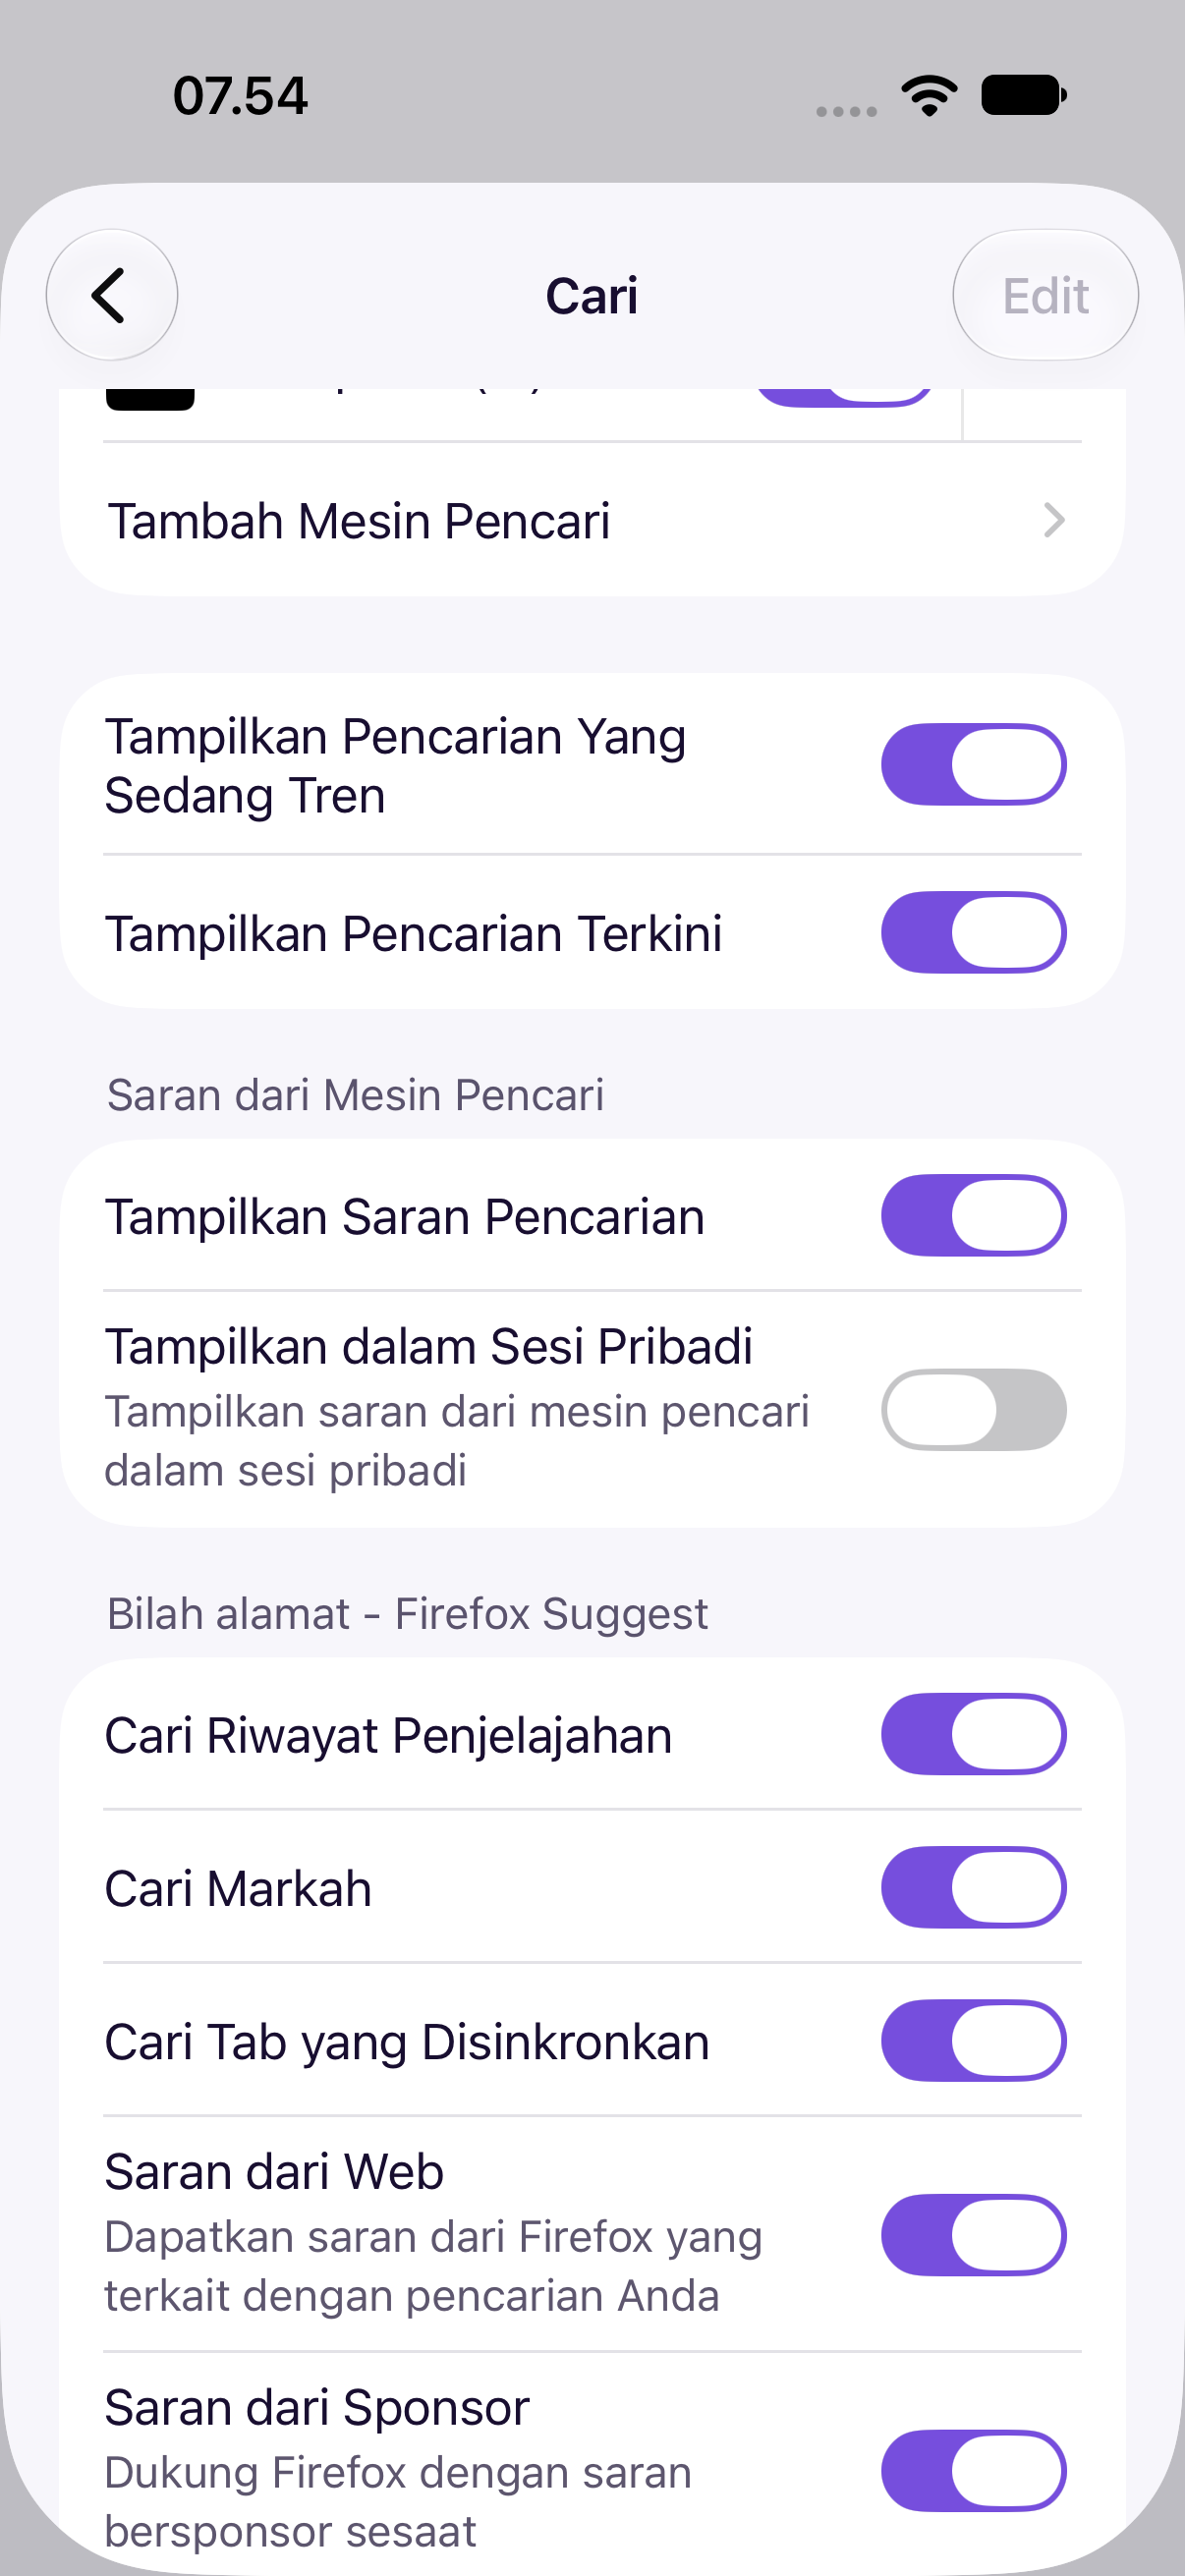 07.54
Cari
Edit
Tambah Mesin Pencari
Tampilkan Pencarian Yang
Sedang Tren
Tampilkan Pencarian Terkini
Saran dari Mesin Pencari
Tampilkan Saran Pencarian
Tampilkan dalam Sesi Pribadi
Tampilkan saran dari mesin pencari
dalam sesi pribadi
Bilah alamat - Firefox Suggest
Cari Riwayat Penjelajahan
Cari Markah
Cari Tab yang Disinkronkan
Saran dari Web
Dapatkan saran dari Firefox yang
terkait dengan pencarian Anda
Saran dari Sponsor
Dukung Firefox dengan saran
bersponsor sesaat